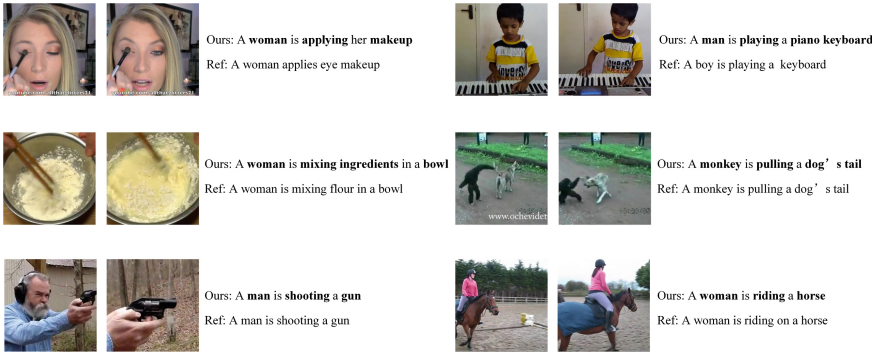 Ours: A woman is applying her makeup
Ref: A woman applies eye makeup
Ours: A man is playing a piano keyboard
Ref: A boy is playing a keyboard
Ours: A woman is mixing ingredients in a bowl
Ref: A woman is mixing flour in a bowl
www.ochevidet
Ours: A monkey is pulling a dog’s tail
Ref: A monkey is pulling a dog’s tail
Ours: A man is shooting a gun
Ref: A man is shooting a gun
Ours: A woman is riding a horse
Ref: A woman is riding on a horse